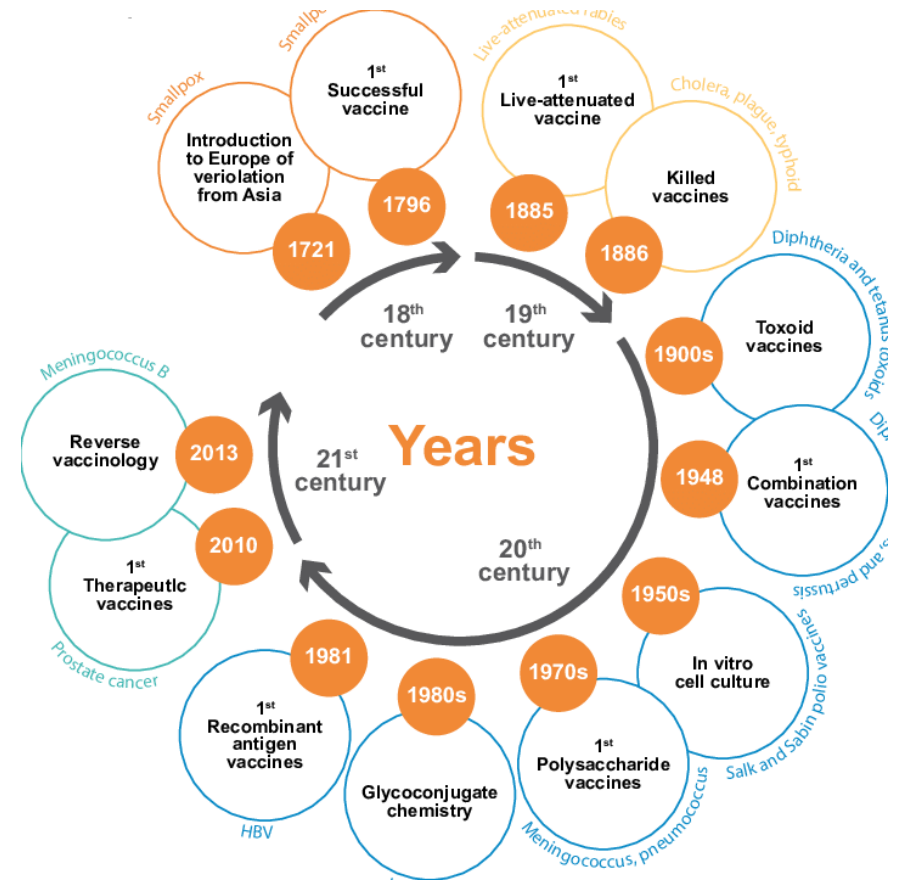 Smallpox
Introduction
to Europe of
veriolation
from Asia
1721
1st
Successful
vaccine
1796
Live-attenuated rabies
1st
Live-attenuated
vaccine
1885
Cholera, plague, typhoid
Killed
vaccines
1886
18th
century
19th
century
Diphtheria and tetanus toxoids
Toxoid
vaccines
1900s
1st
Combination
vaccines
1948
and pertussis
Years
20th
century
21st
century
In vitro
cell culture
1950s
Salk and Sabin polio vaccines
1st
Polysaccharide
vaccines
1970s
Meningococcus, pneumococcus
Glycoconjugate
chemistry
1980s
1st
Recombinant
antigen
vaccines
1981
HBV
1st
Therapeutlc
vaccines
2010
Prostate cancer
Meningococcus B
Reverse
vaccinology
2013